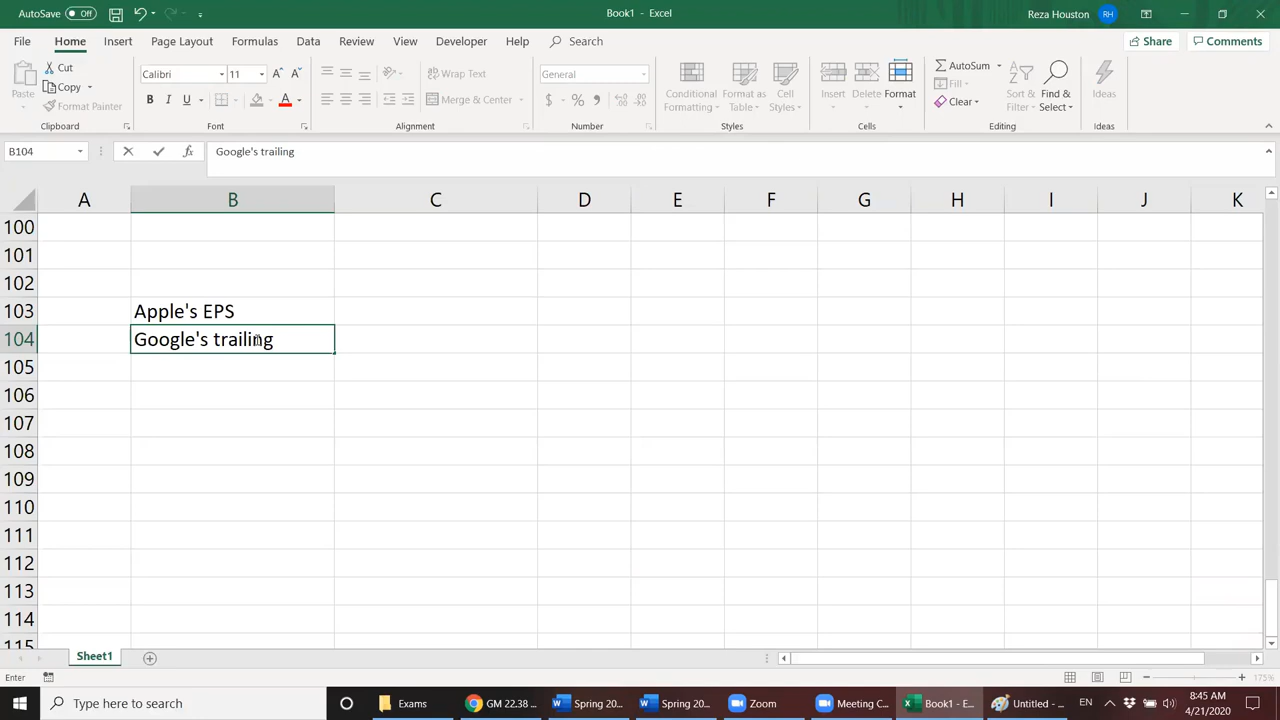 AutoSave Off Book1 - Excel Reza Houston RH
File Home Insert Page Layout Formulas Data Review View Developer Help Search Share Comments
Paste Cut Copy Format Painter Clipboard
Calibri 11 A A B I U A Font
Wrap Text Merge & Center Alignment
General $ % , Number
Conditional Formatting Format as Table Cell Styles Styles
Insert Delete Format Cells
AutoSum Fill Clear Sort & Filter Find & Select Editing
Ideas Ideas
B104 fx Google's trailing
A B C D E F G H I J K
100
101
102
103 Apple's EPS
104 Google's trailing
105
106
107
108
109
110
111
112
113
114
115
Sheet1
Enter 175%
Type here to search Exams GM 22.38 ... Spring 20... Spring 20... Zoom Meeting C... Book1 - E... Untitled - ... EN 8:45 AM
4/21/2020